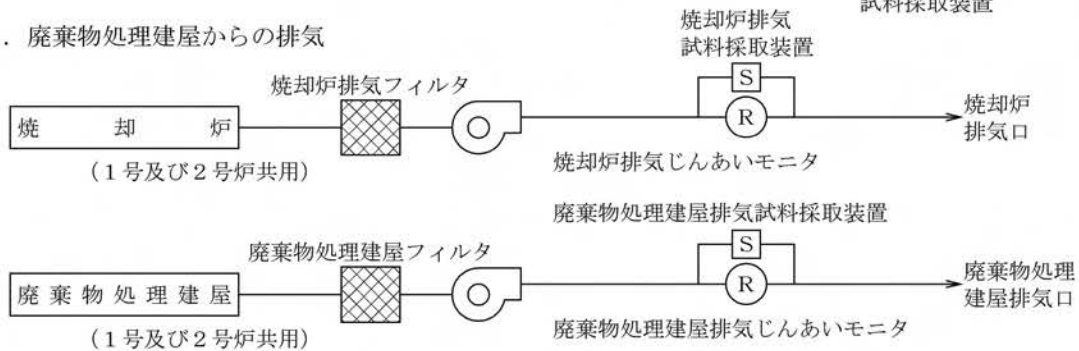 試料採取装置
. 廃棄物処理建屋からの排気
焼却炉排気
試料採取装置
焼却炉排気フィルタ
S
焼却炉
R
焼却炉
排気口
(1号及び2号炉共用)
焼却炉排気じんあいモニタ
廃棄物処理建屋排気試料採取装置
廃棄物処理建屋フィルタ
S
廃棄物処理建屋
R
廃棄物処理
建屋排気口
(1号及び2号炉共用)
廃棄物処理建屋排気じんあいモニタ